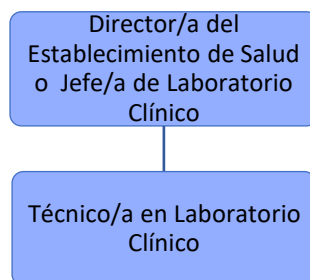 Director/a del
Establecimiento de Salud
o Jefe/a de Laboratorio
Clínico
Técnico/a en Laboratorio
Clínico